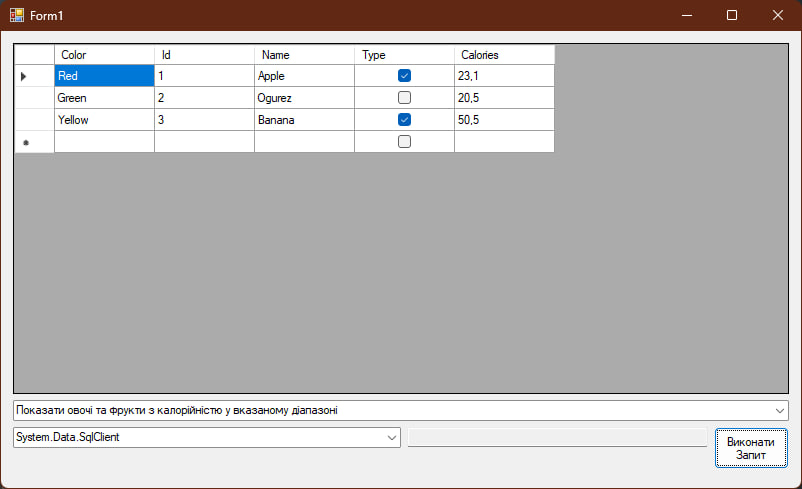 Form1
Color Id Name Type Calories
Red 1 Apple 23,1
Green 2 Ogurez 20,5
Yellow 3 Banana 50,5
Показати овочі та фрукти з калорійністю у вказаному діапазоні
System.Data.SqlClient
Виконати
Запит